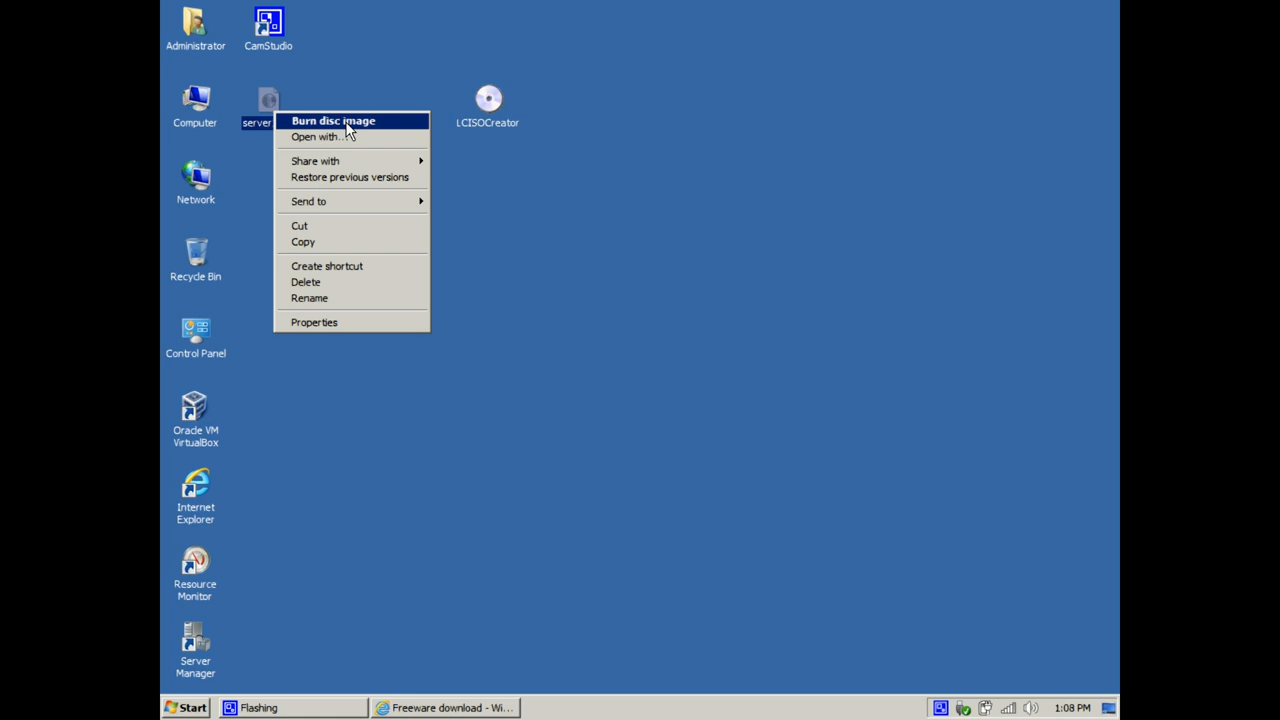 Administrator
CamStudio
Computer
server
LCISOCreator
Burn disc image
Open with...
Share with
Restore previous versions
Send to
Cut
Copy
Create shortcut
Delete
Rename
Properties
Network
Recycle Bin
Control Panel
Oracle VM
VirtualBox
Internet
Explorer
Resource
Monitor
Server
Manager
Start
Flashing
Freeware download - Wi...
1:08 PM